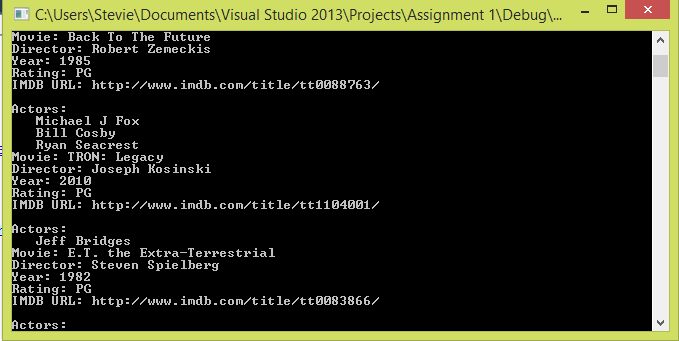 C:\Users\Stevie\Documents\Visual Studio 2013\Projects\Assignment 1\Debug\...
Movie: Back To The Future
Director: Robert Zemeckis
Year: 1985
Rating: PG
IMDB URL: http://www.imdb.com/title/tt0088763/
Actors:
Michael J Fox
Bill Cosby
Ryan Seacrest
Movie: TRON: Legacy
Director: Joseph Kosinski
Year: 2010
Rating: PG
IMDB URL: http://www.imdb.com/title/tt1104001/
Actors:
Jeff Bridges
Movie: E.T. the Extra-Terrestrial
Director: Steven Spielberg
Year: 1982
Rating: PG
IMDB URL: http://www.imdb.com/title/tt0083866/
Actors: